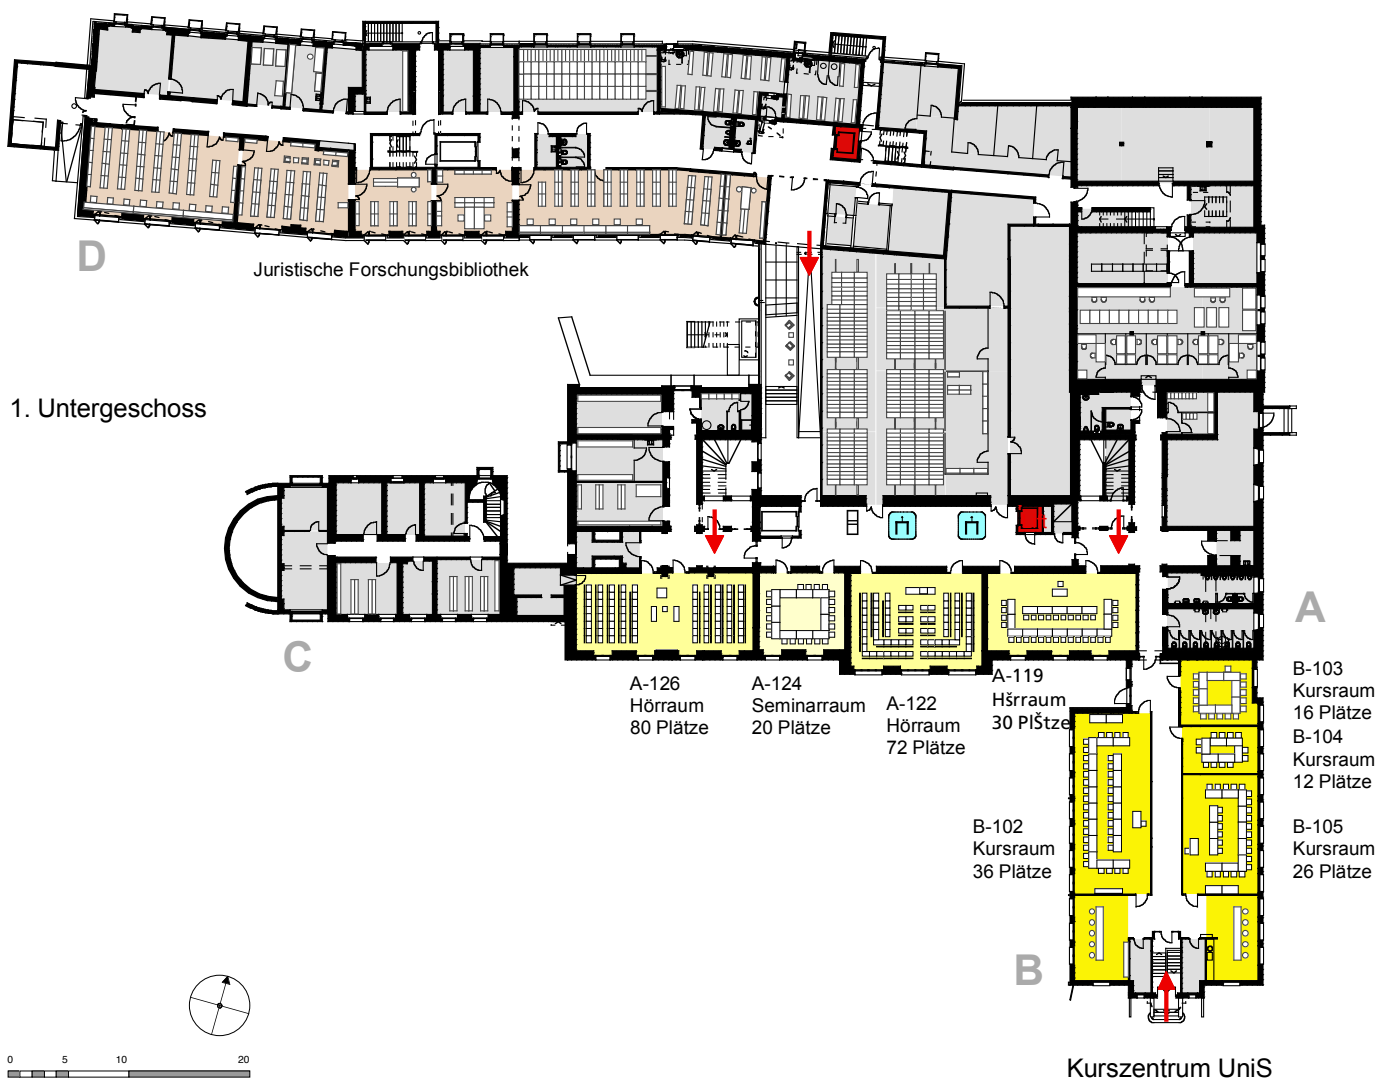 D
Juristische Forschungsbibliothek
1. Untergeschoss
C
A
A-126
Hörraum
80 Plätze
A-124
Seminarraum
20 Plätze
A-122
Hörraum
72 Plätze
A-119
Hšrraum
30 PlŠtze
B-103
Kursraum
16 Plätze
B-104
Kursraum
12 Plätze
B-102
Kursraum
36 Plätze
B-105
Kursraum
26 Plätze
B
0 5 10 20
Kurszentrum UniS